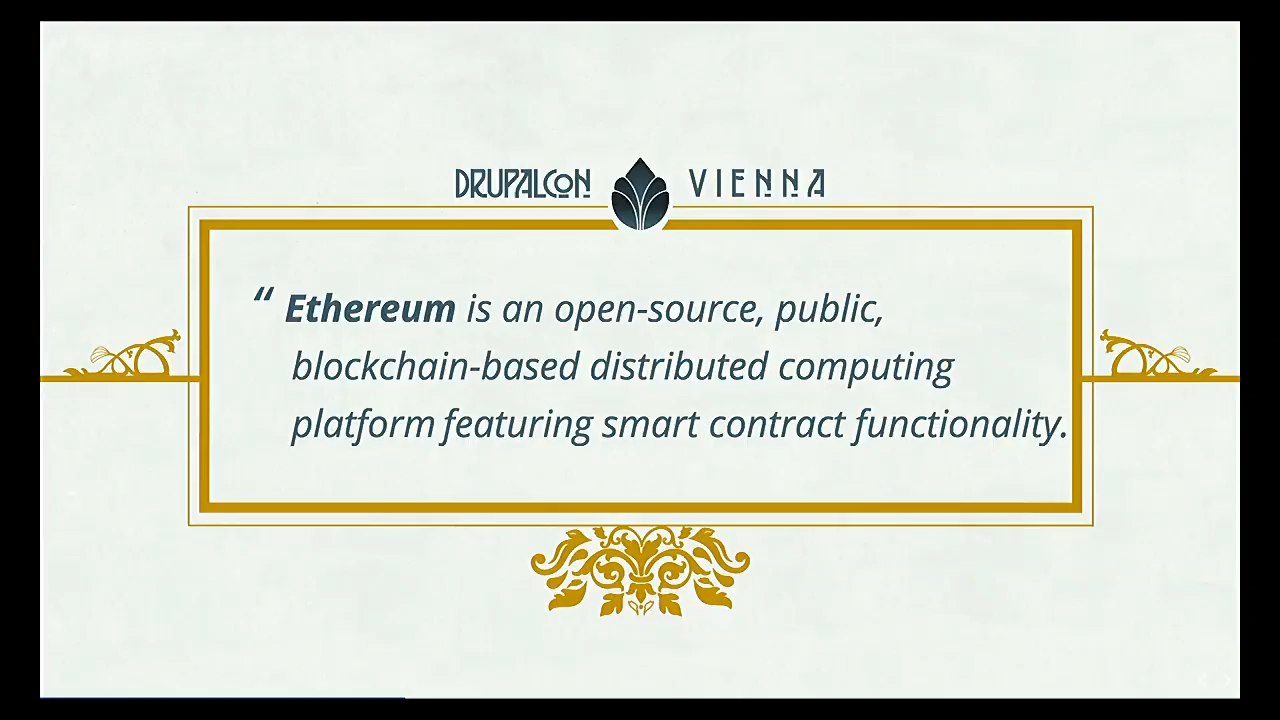 DRUPALCON VIENNA
“ Ethereum is an open-source, public,
blockchain-based distributed computing
platform featuring smart contract functionality.